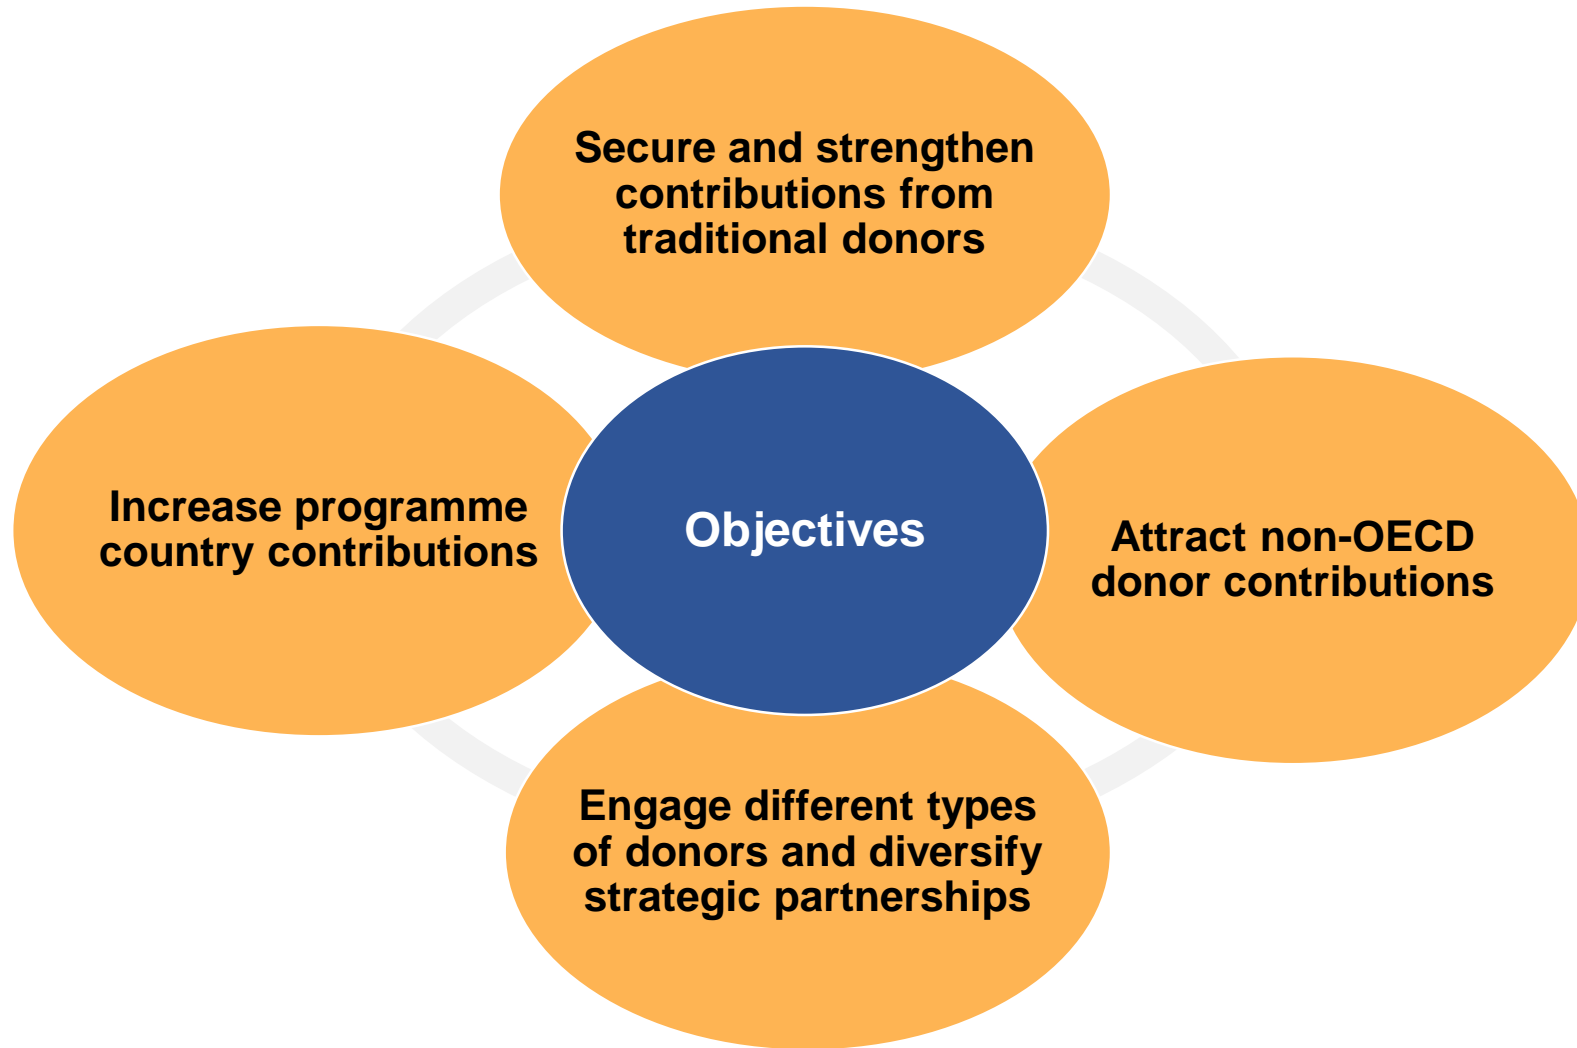 Secure and strengthen
contributions from
traditional donors
Increase programme
country contributions
Objectives
Attract non-OECD
donor contributions
Engage different types
of donors and diversify
strategic partnerships